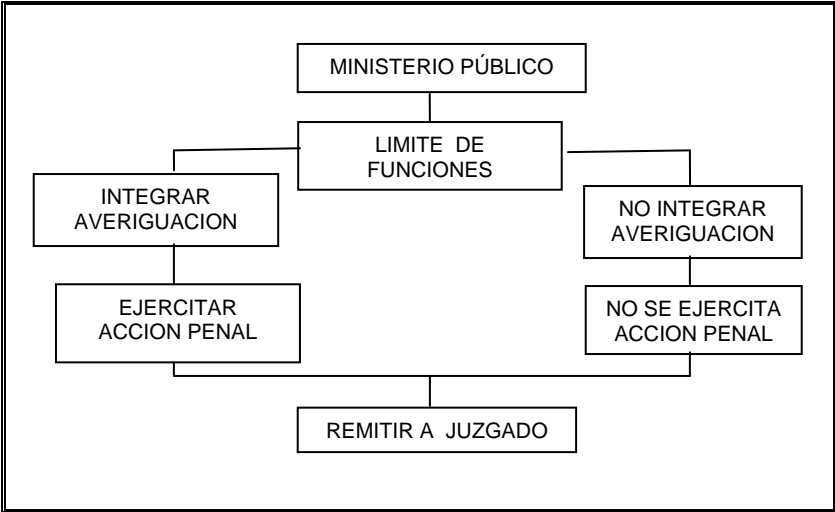 MINISTERIO PÚBLICO
LIMITE DE
FUNCIONES
INTEGRAR
AVERIGUACION
NO INTEGRAR
AVERIGUACION
EJERCITAR
ACCION PENAL
NO SE EJERCITA
ACCION PENAL
REMITIR A JUZGADO